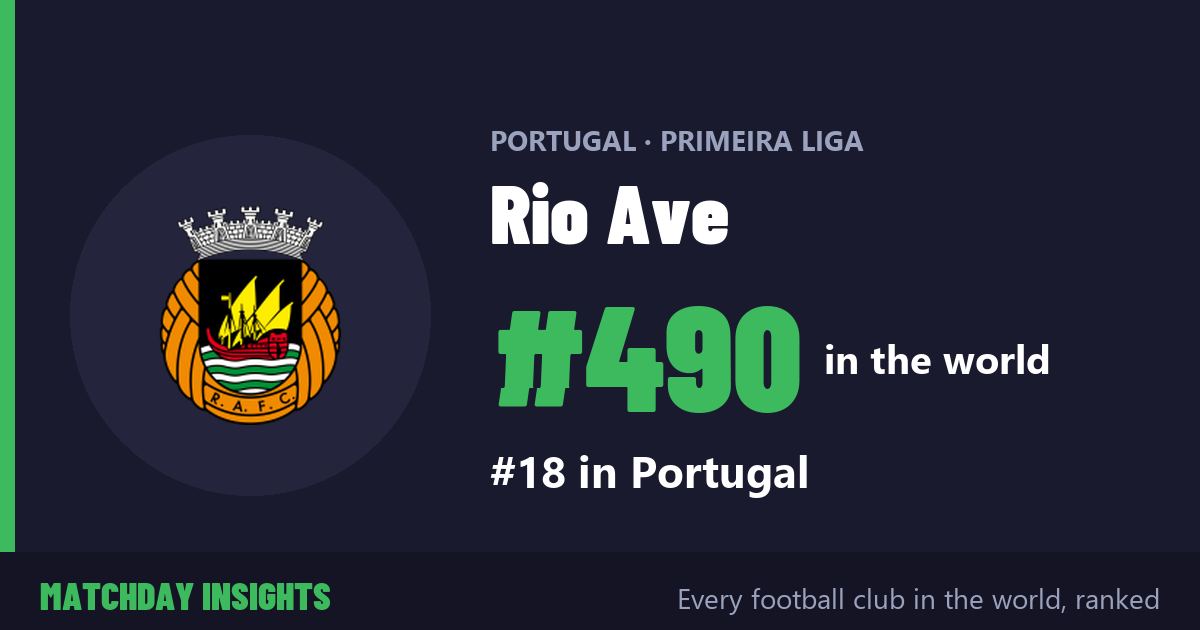 PORTUGAL · PRIMEIRA LIGA
Rio Ave
#490 in the world
#18 in Portugal
R. A. F. C.
MATCHDAY INSIGHTS
Every football club in the world, ranked